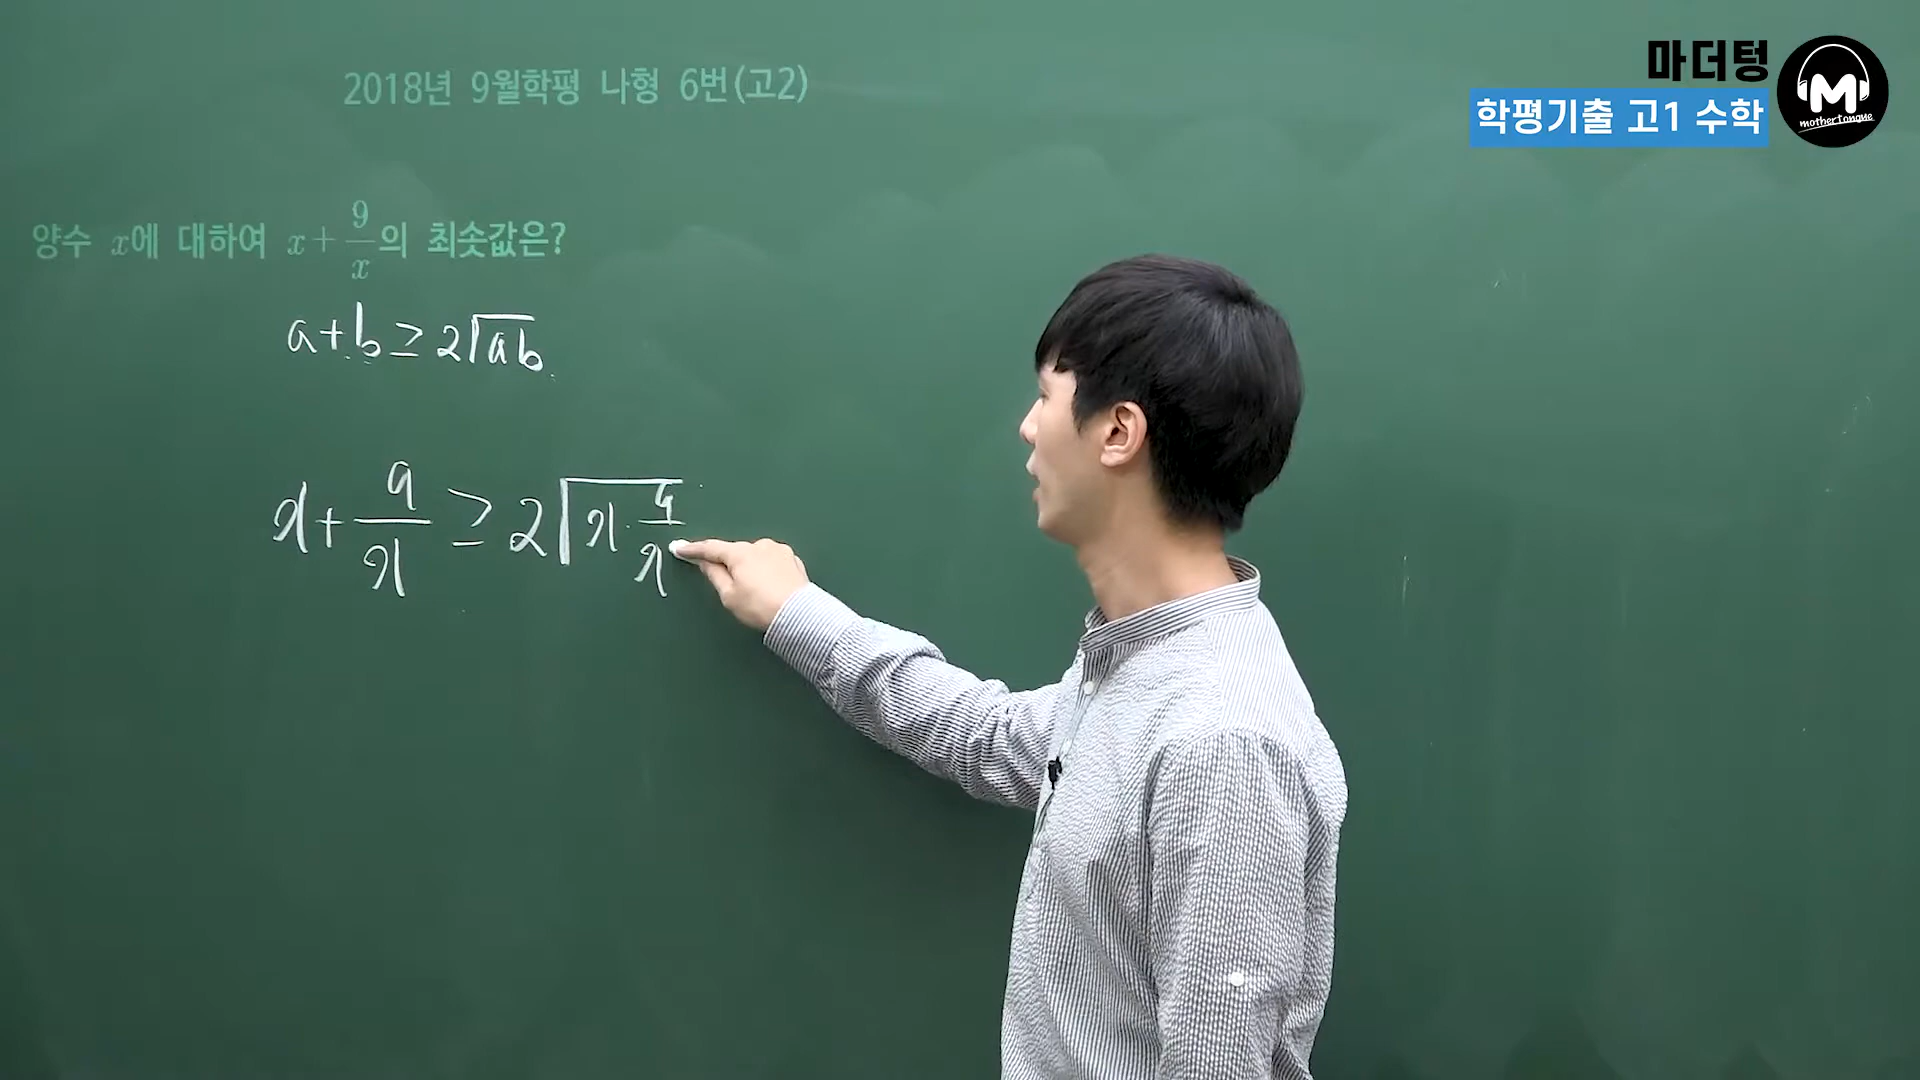 2018년 9월학평 나형 6번(고2)
마더텅
학평기출 고1 수학
M
mothertongue
양수 x에 대하여 x + 9/x의 최솟값은?
a+b≥2√ab
x+9/x ≥ 2√x·9/x